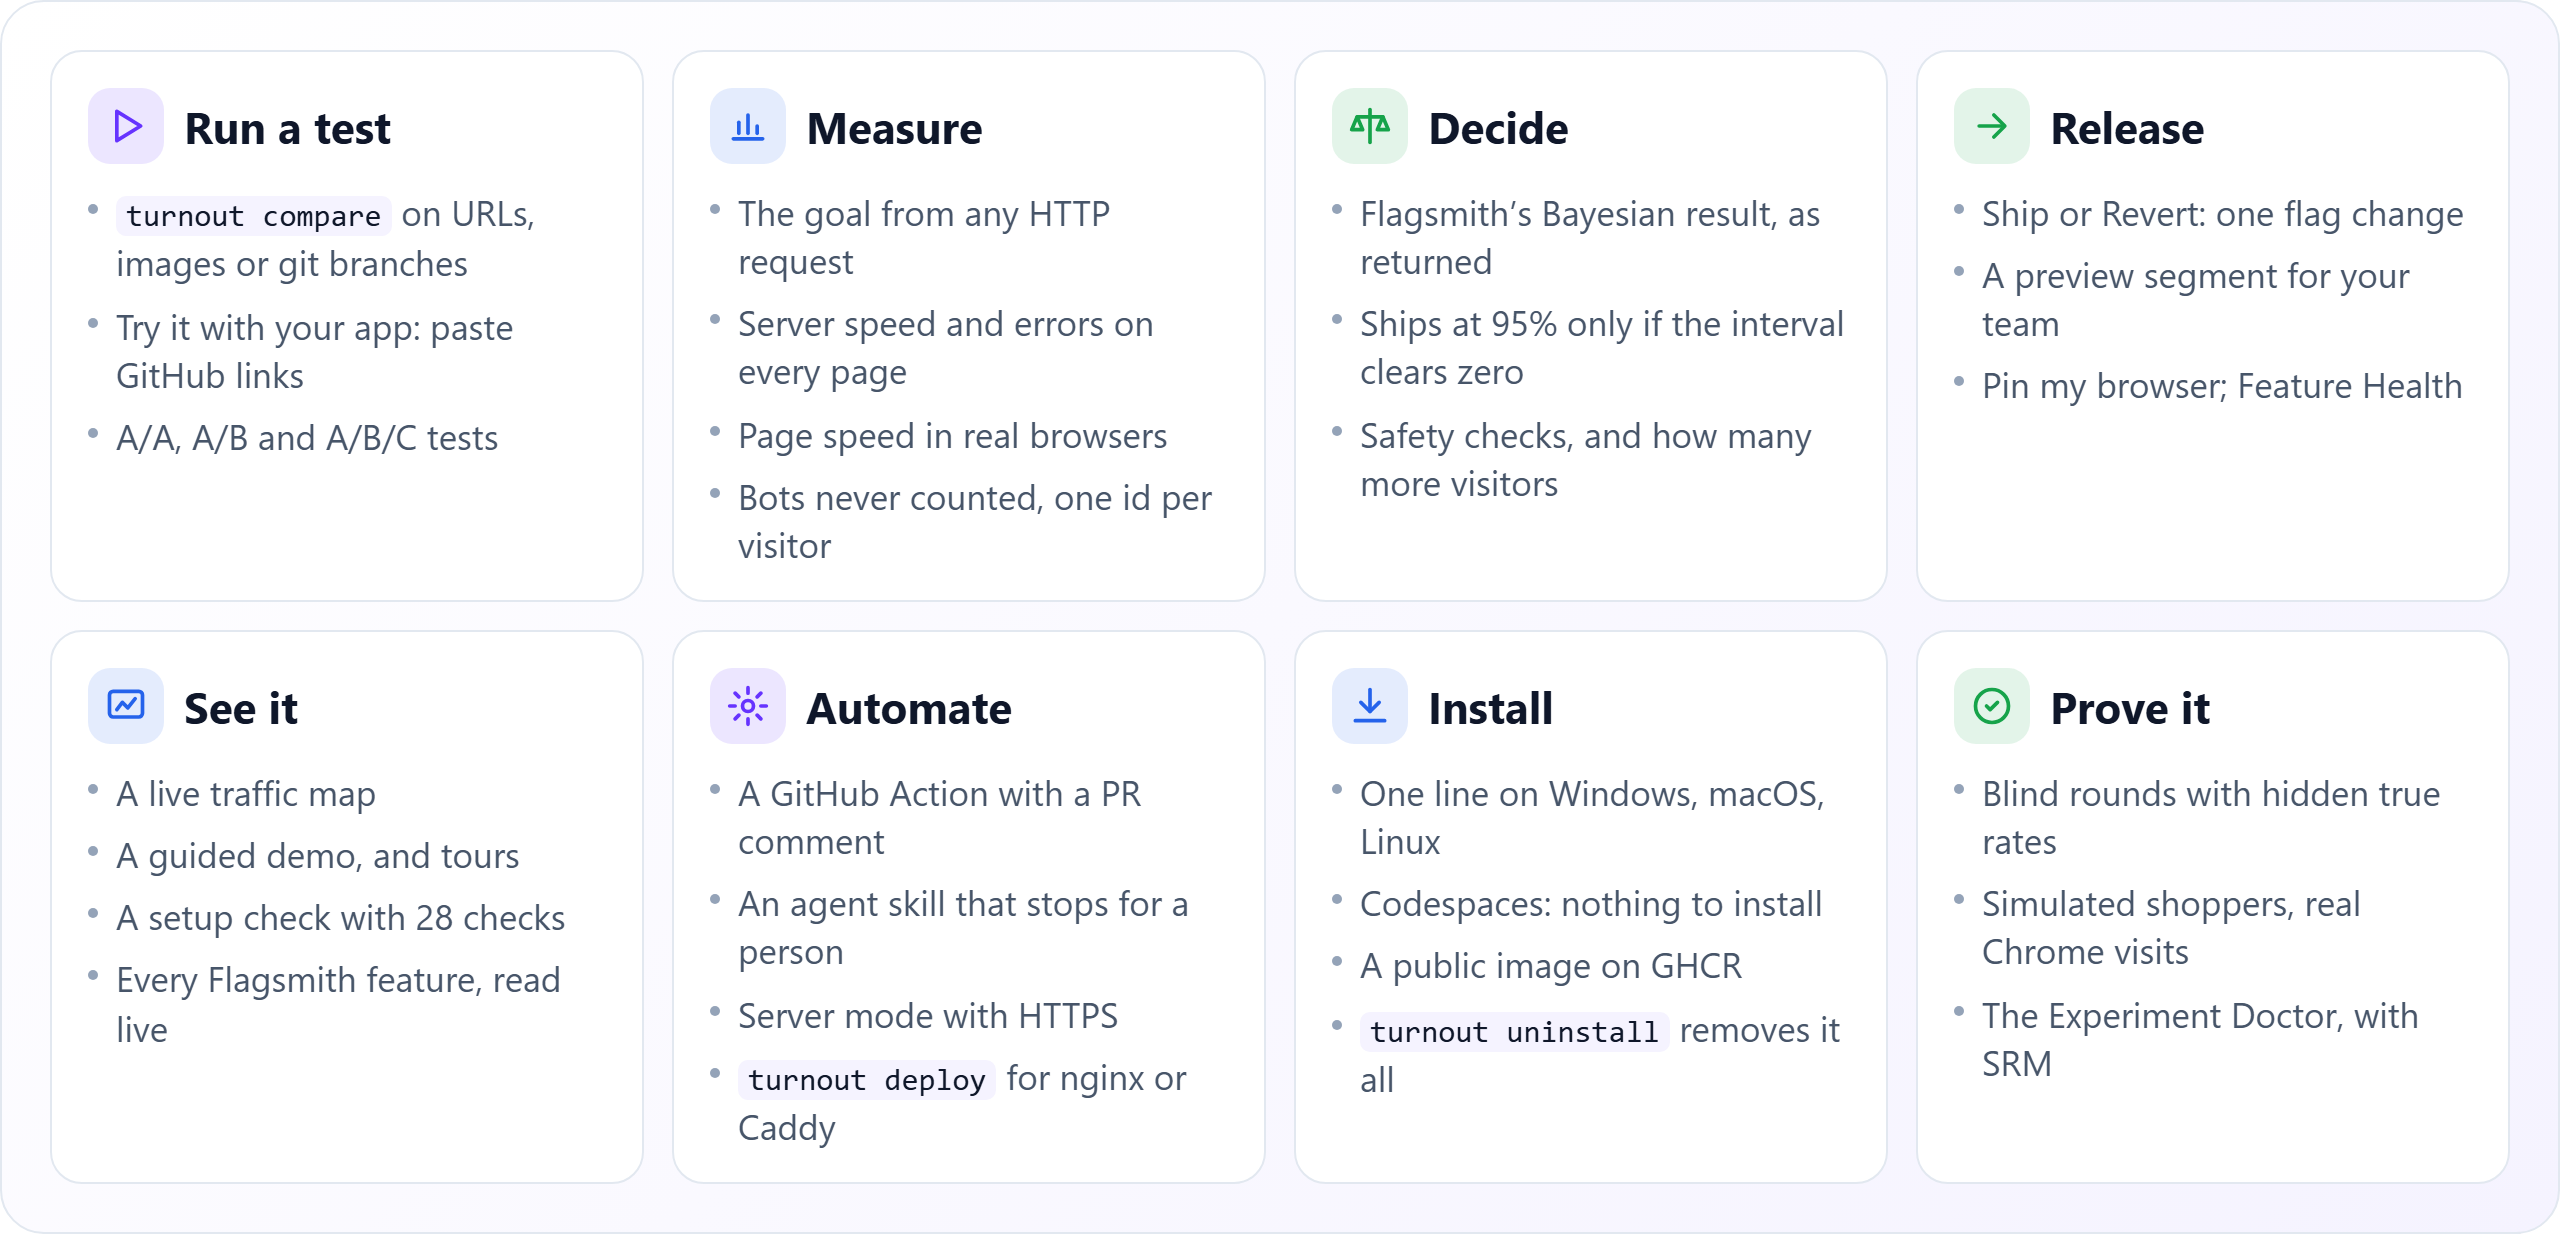 Run a test
turnout compare on URLs,
images or git branches
Try it with your app: paste
GitHub links
A/A, A/B and A/B/C tests
Measure
The goal from any HTTP
request
Server speed and errors on
every page
Page speed in real browsers
Bots never counted, one id per
visitor
Decide
Flagsmith’s Bayesian result, as
returned
Ships at 95% only if the interval
clears zero
Safety checks, and how many
more visitors
Release
Ship or Revert: one flag change
A preview segment for your
team
Pin my browser; Feature Health
See it
A live traffic map
A guided demo, and tours
A setup check with 28 checks
Every Flagsmith feature, read
live
Automate
A GitHub Action with a PR
comment
An agent skill that stops for a
person
Server mode with HTTPS
turnout deploy for nginx or
Caddy
Install
One line on Windows, macOS,
Linux
Codespaces: nothing to install
A public image on GHCR
turnout uninstall removes it
all
Prove it
Blind rounds with hidden true
rates
Simulated shoppers, real
Chrome visits
The Experiment Doctor, with
SRM